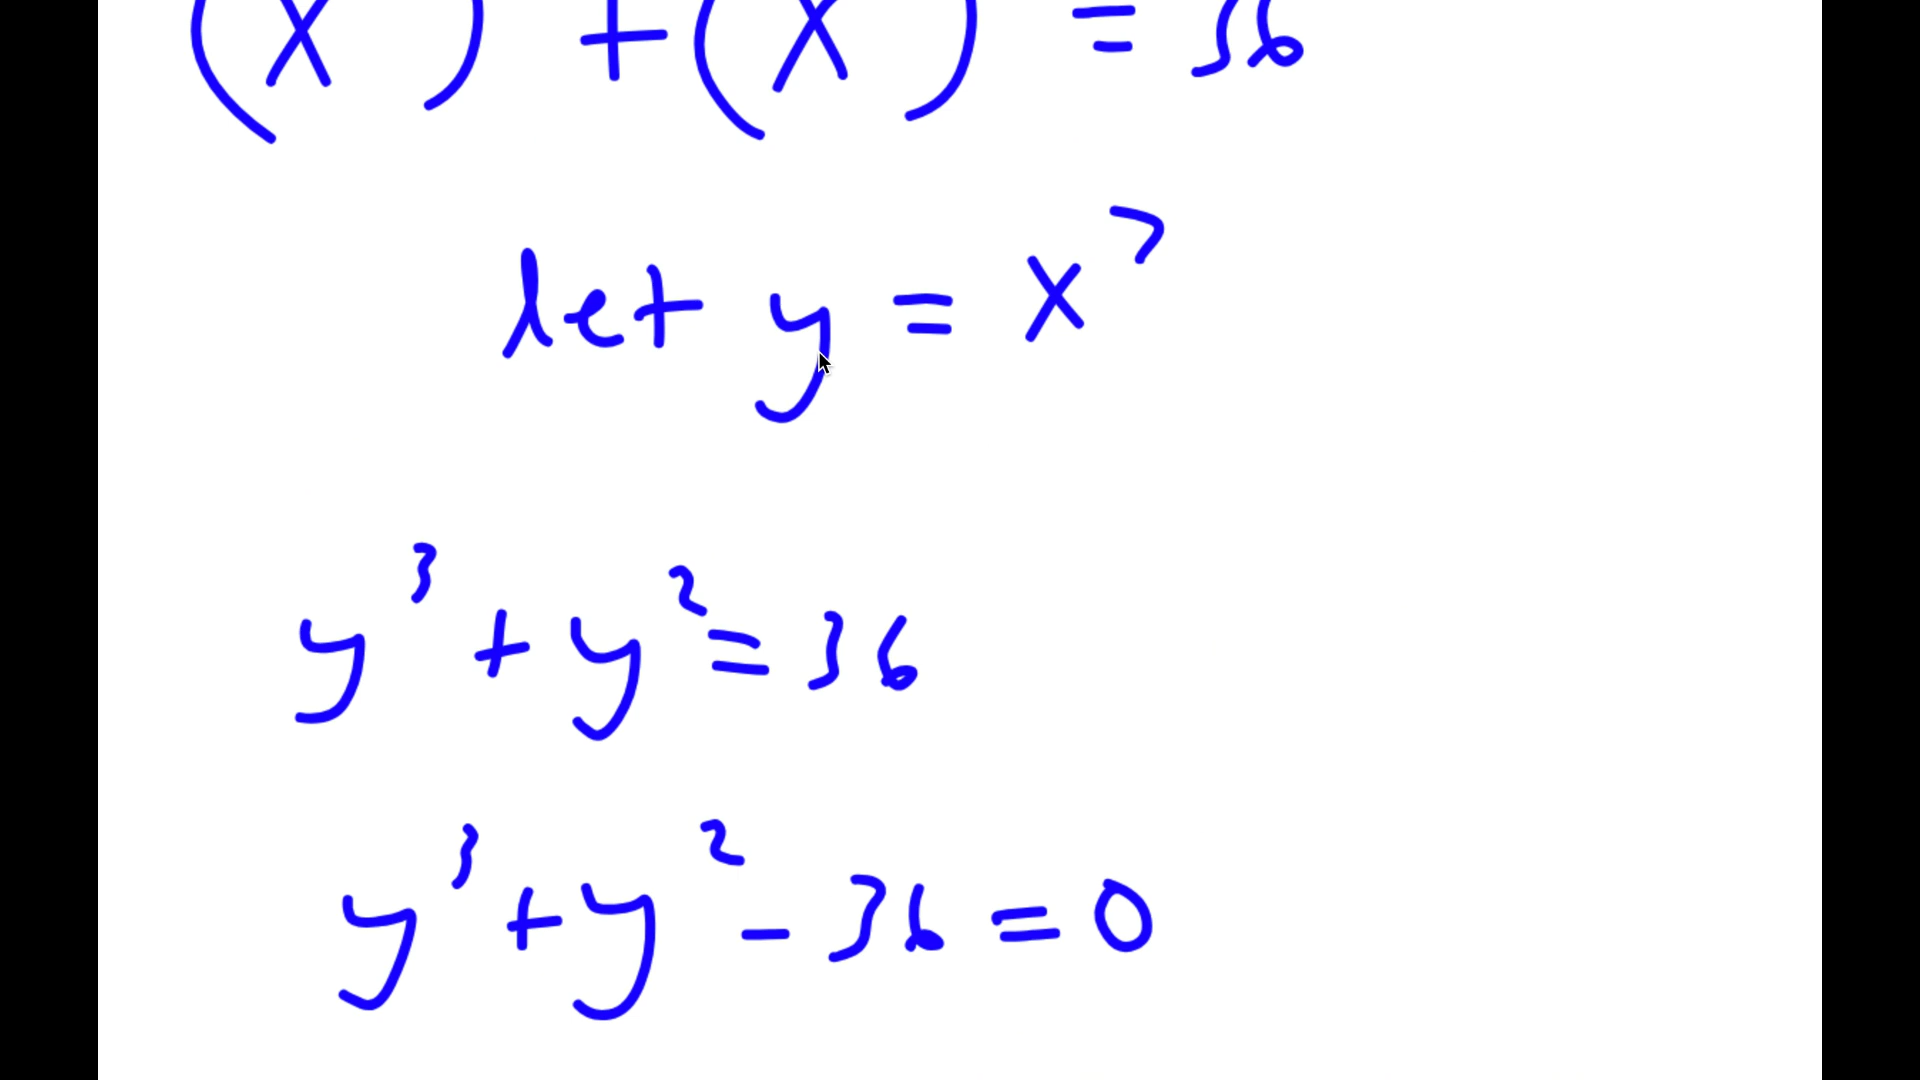 (x) + (x) = 36
let y = x⁷
y³ + y² = 36
y³ + y² - 36 = 0